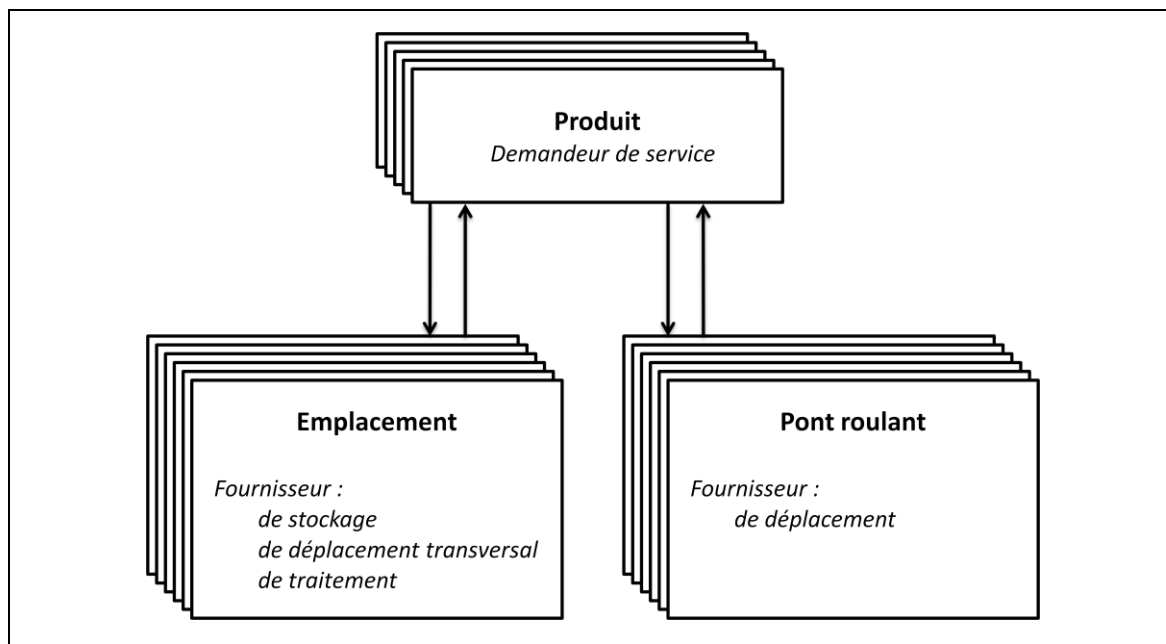 Produit
Demandeur de service
Emplacement
Fournisseur :
de stockage
de déplacement transversal
de traitement
Pont roulant
Fournisseur :
de déplacement